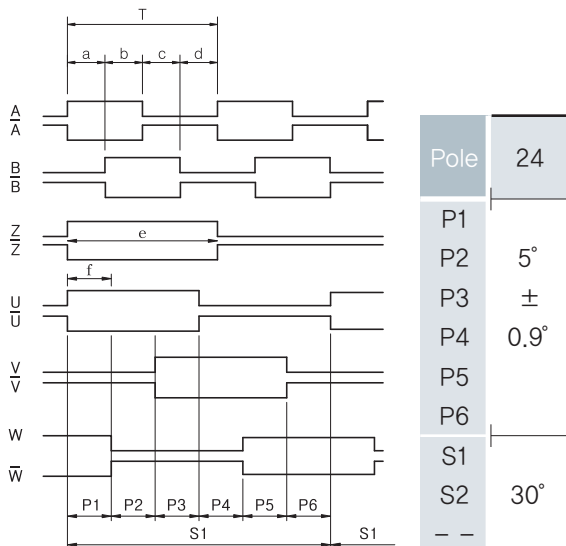 T
a b c d
A
A
B
B
Z
e
Z
f
U
U
V
V
W
W
P1 P2 P3 P4 P5 P6
S1 S1
Pole 24
P1
P2 5°
P3 ±
P4 0.9°
P5
P6
S1
S2 30°
– –